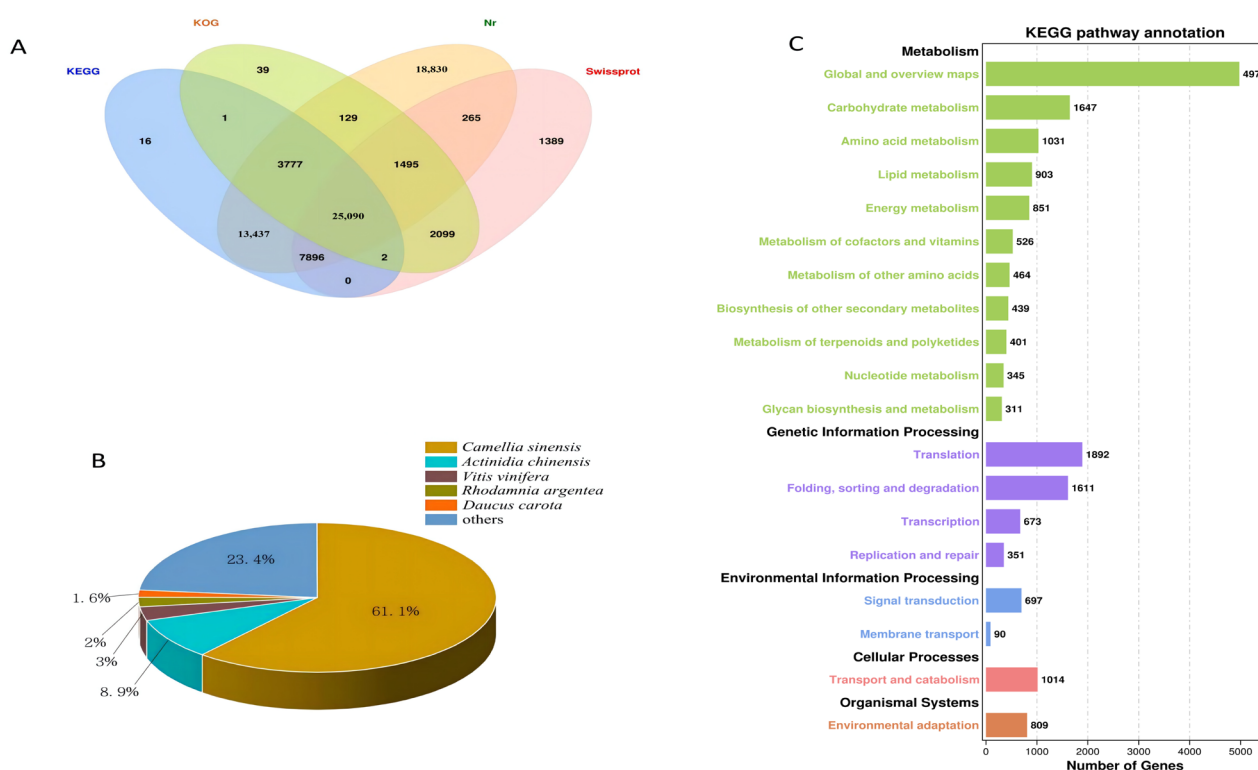 A
KOG
Nr
KEGG
Swissprot
39
18,830
1
129
265
16
1389
3777
1495
25,090
13,437
2099
7896
2
0
B
Camellia sinensis
Actinidia chinensis
Vitis vinifera
Rhodamnia argentea
Daucus carota
others
23. 4%
61. 1%
1. 6%
2%
3%
8. 9%
C
KEGG pathway annotation
Metabolism
Global and overview maps 497
Carbohydrate metabolism 1647
Amino acid metabolism 1031
Lipid metabolism 903
Energy metabolism 851
Metabolism of cofactors and vitamins 526
Metabolism of other amino acids 464
Biosynthesis of other secondary metabolites 439
Metabolism of terpenoids and polyketides 401
Nucleotide metabolism 345
Glycan biosynthesis and metabolism 311
Genetic Information Processing
Translation 1892
Folding, sorting and degradation 1611
Transcription 673
Replication and repair 351
Environmental Information Processing
Signal transduction 697
Membrane transport 90
Cellular Processes
Transport and catabolism 1014
Organismal Systems
Environmental adaptation 809
0 1000 2000 3000 4000 5000
Number of Genes